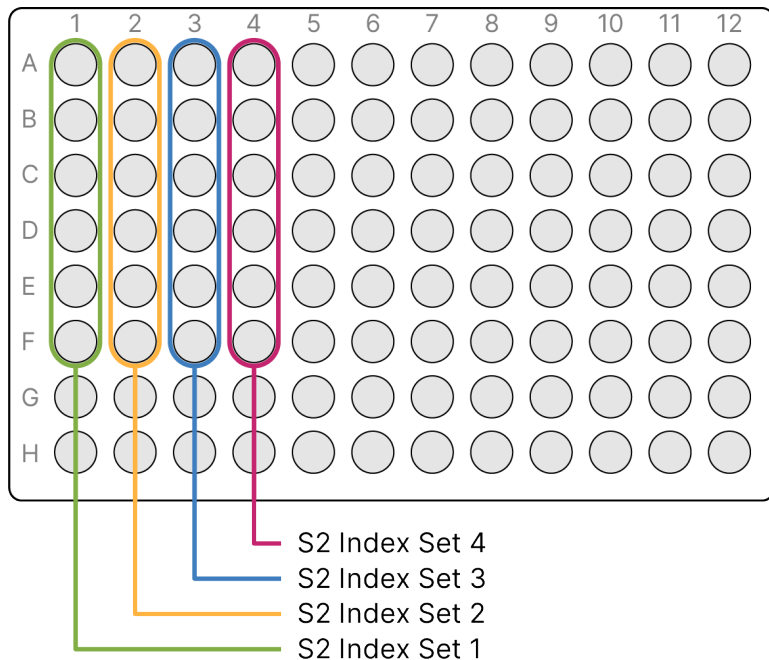 1 2 3 4 5 6 7 8 9 10 11 12
A
B
C
D
E
F
G
H
S2 Index Set 4
S2 Index Set 3
S2 Index Set 2
S2 Index Set 1